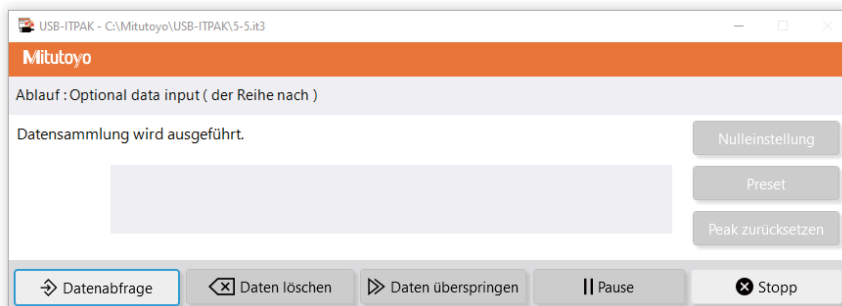 USB-ITPAK - C:\Mitutoyo\USB-ITPAK\5-5.it3
Mitutoyo
Ablauf : Optional data input ( der Reihe nach )
Datensammlung wird ausgeführt.
Nulleinstellung
Preset
Peak zurücksetzen
Datenabfrage
Daten löschen
Daten überspringen
Pause
Stopp